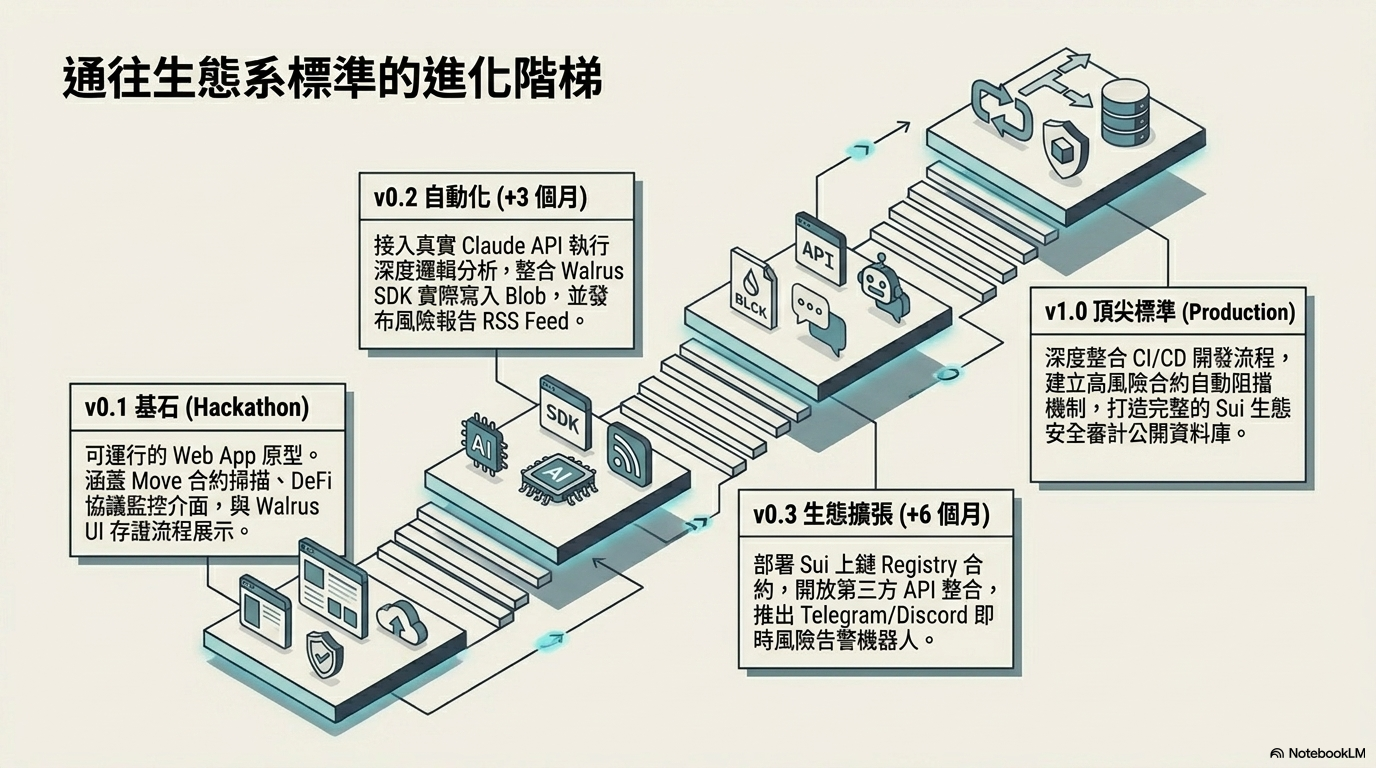 通往生態系標準的進化階梯
v0.1 基石 (Hackathon)
可運行的 Web App 原型。
涵蓋 Move 合約掃描、DeFi
協議監控介面，與 Walrus
UI 存證流程展示。
v0.2 自動化 (+3 個月)
接入真實 Claude API 執行
深度邏輯分析，整合 Walrus
SDK 實際寫入 Blob，並發
布風險報告 RSS Feed。
AI
SDK
AI
v0.3 生態擴張 (+6 個月)
部署 Sui 上鏈 Registry 合
約，開放第三方 API 整合，
推出 Telegram/Discord 即
時風險告警機器人。
BLCK
API
v1.0 頂尖標準 (Production)
深度整合 CI/CD 開發流程，
建立高風險合約自動阻擋
機制，打造完整的 Sui 生態
安全審計公開資料庫。
NotebookLM